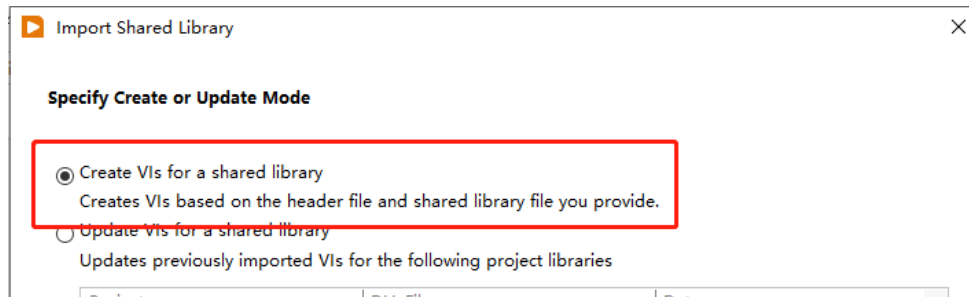 Import Shared Library
Specify Create or Update Mode
Create VIs for a shared library
Creates VIs based on the header file and shared library file you provide.
Update VIs for a shared library
Updates previously imported VIs for the following project libraries